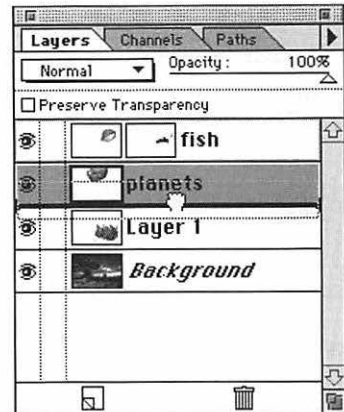 Layers Channels Paths
Normal Opacity: 100%
Preserve Transparency
fish
planets
Layer 1
Background